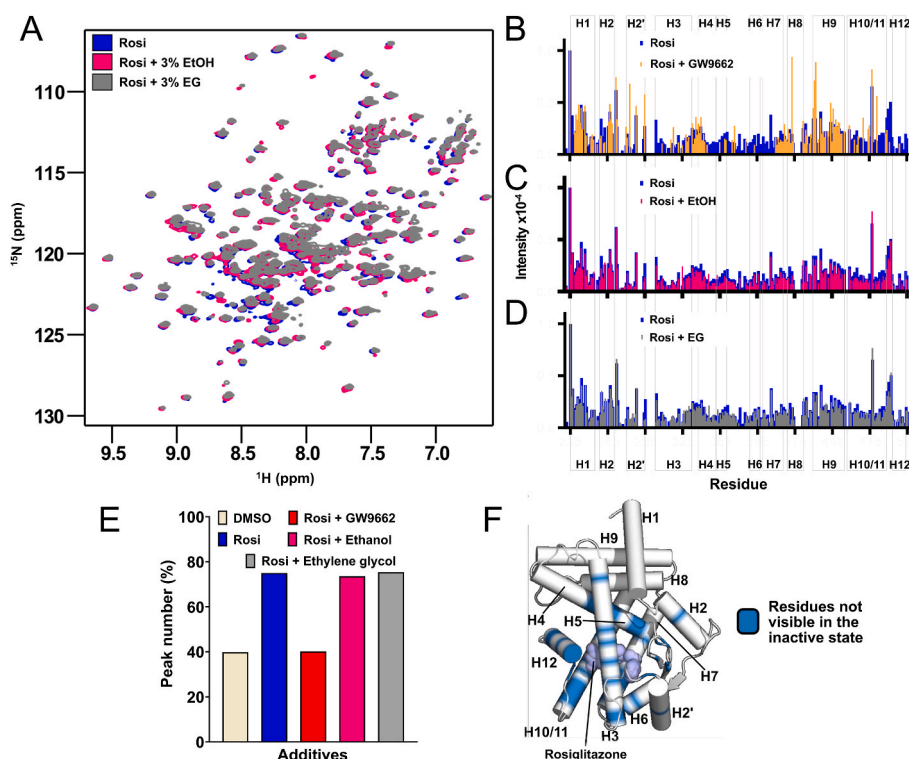 A
Rosi
Rosi + 3% EtOH
Rosi + 3% EG
110
115
120
125
130
¹⁵N (ppm)
9.5 9.0 8.5 8.0 7.5 7.0
¹H (ppm)
B
H1 H2 H2' H3 H4 H5 H6 H7 H8 H9 H10/11 H12
Rosi
Rosi + GW9662
C
Rosi
Rosi + EtOH
Intensity x10⁻⁴
D
Rosi
Rosi + EG
H1 H2 H2' H3 H4 H5 H6 H7 H8 H9 H10/11 H12
Residue
E
DMSO
Rosi + GW9662
Rosi
Rosi + Ethanol
Rosi + Ethylene glycol
100
80
60
40
20
0
Peak number (%)
Additives
F
H1
H9
H8
H2
H4
H5
H7
H12
H6
H2'
H10/11
H3
Rosiglitazone
Residues not
visible in the
inactive state